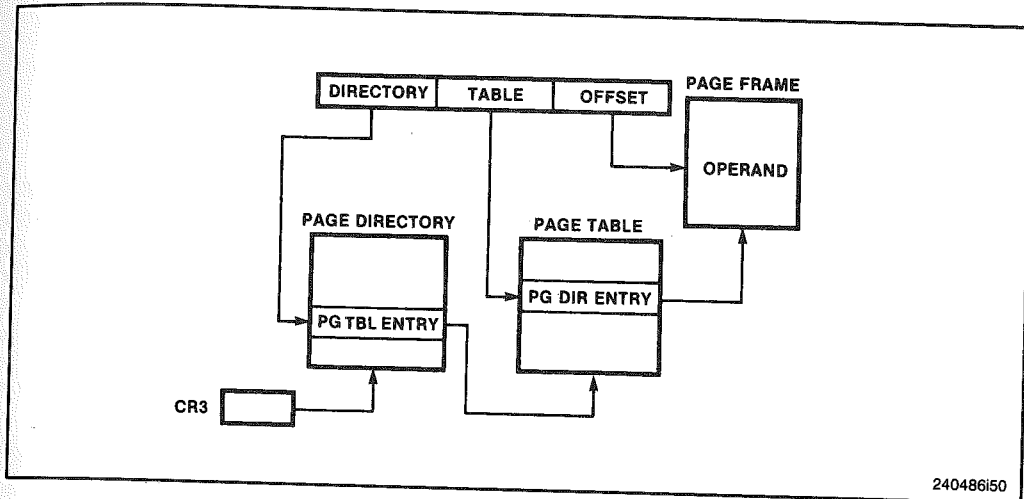 DIRECTORY TABLE OFFSET
PAGE FRAME
OPERAND
PAGE DIRECTORY
PG TBL ENTRY
PAGE TABLE
PG DIR ENTRY
CR3
240486i50